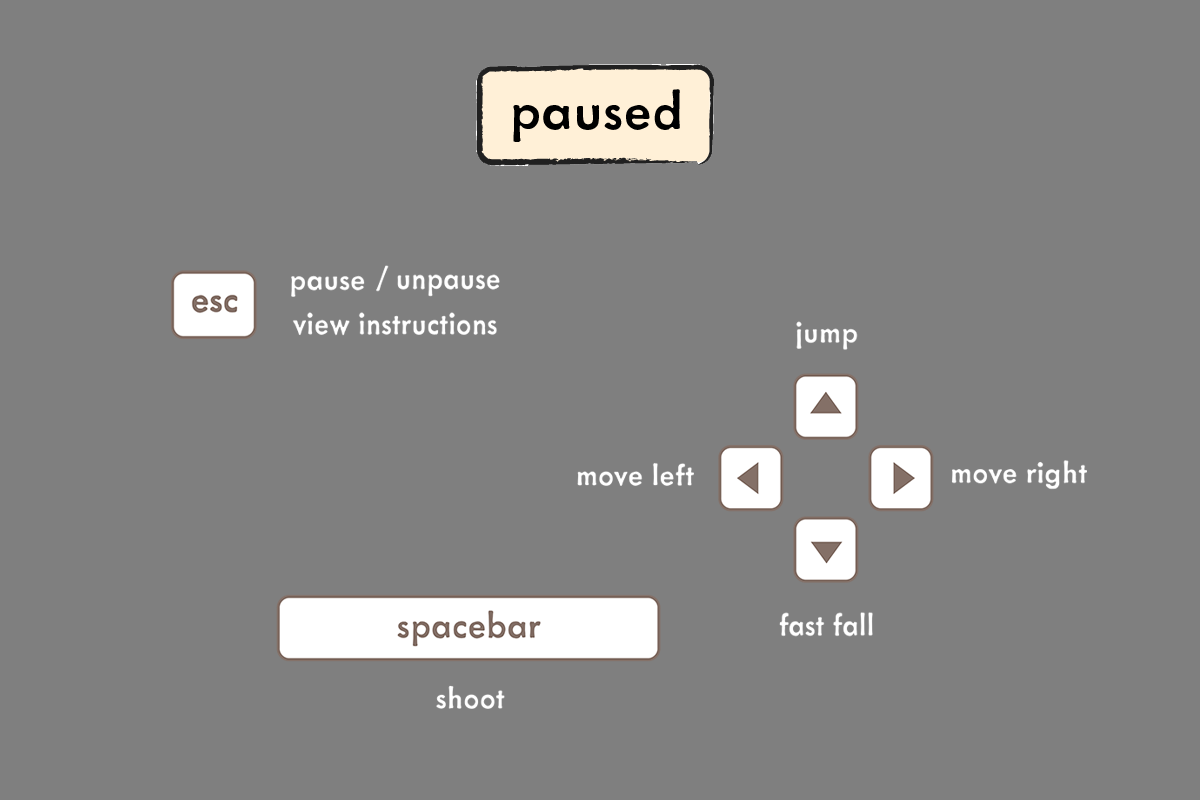 paused
esc
pause / unpause
view instructions
jump
move left
move right
fast fall
spacebar
shoot